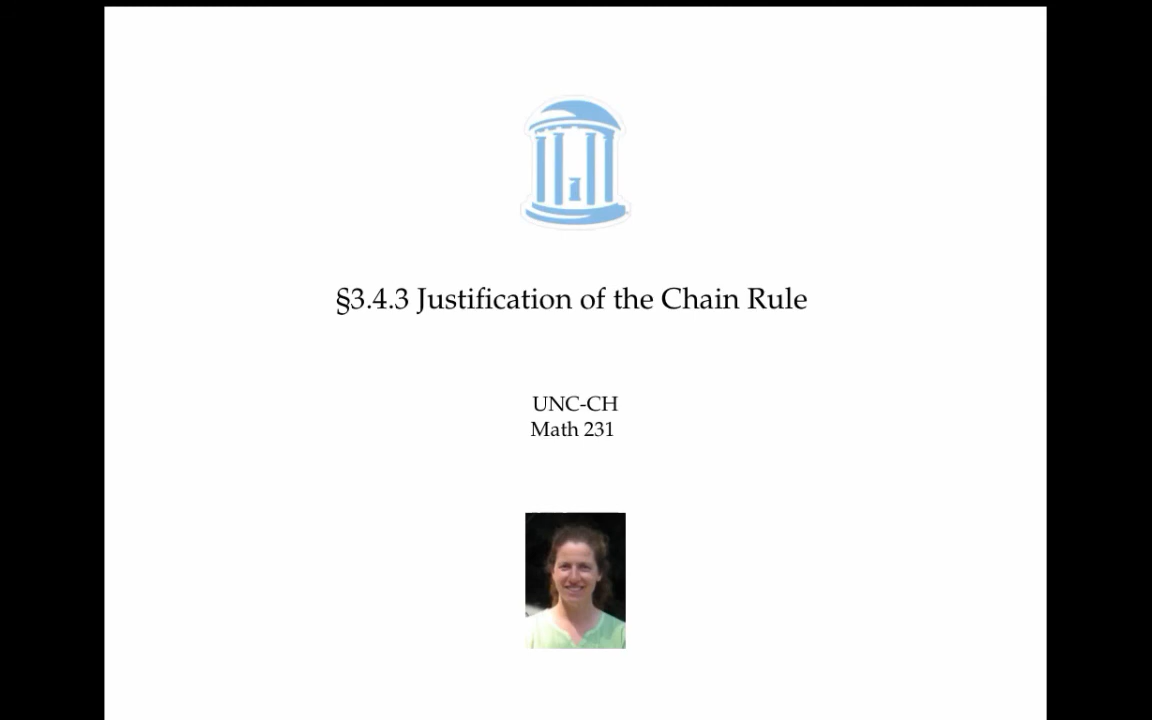 §3.4.3 Justification of the Chain Rule
UNC-CH
Math 231